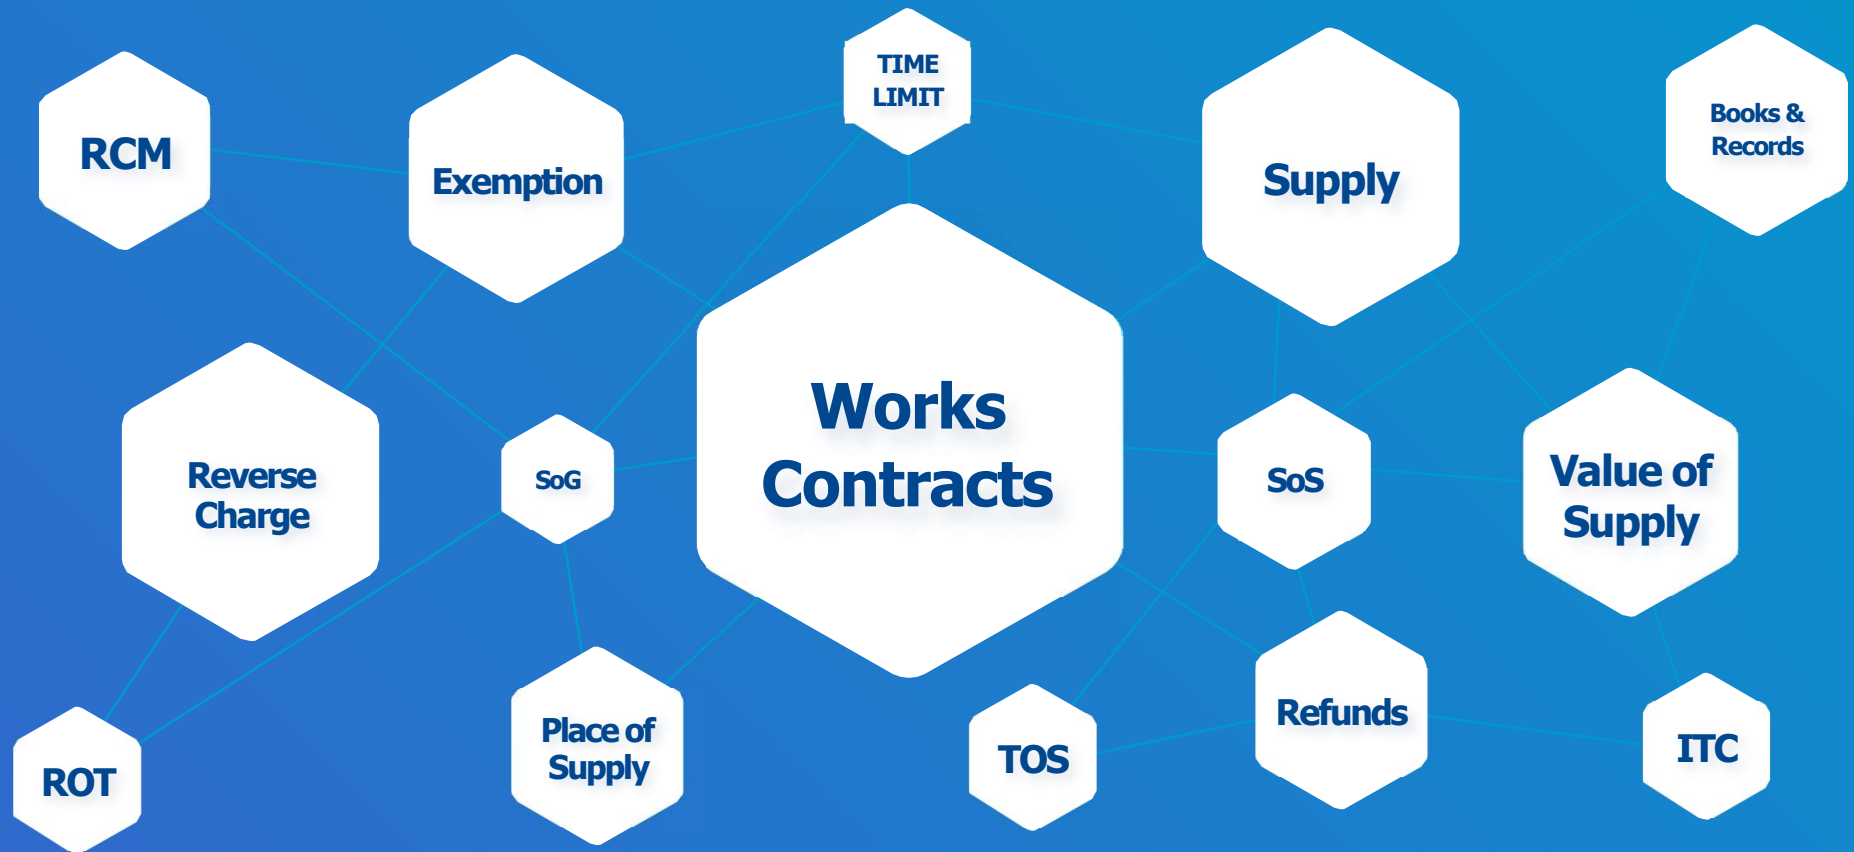 TIME
LIMIT
RCM
Exemption
Supply
Books &
Records
Works
Contracts
Reverse
Charge
SoG
SoS
Value of
Supply
ROT
Place of
Supply
TOS
Refunds
ITC